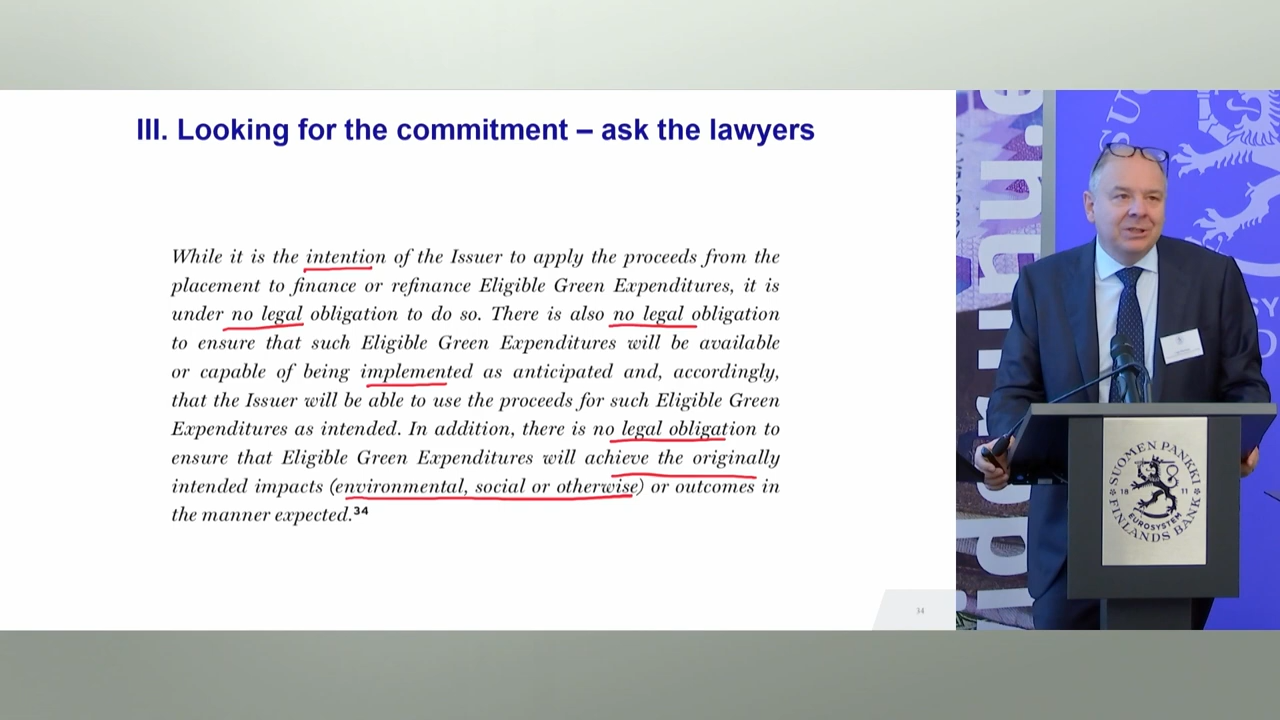 III. Looking for the commitment – ask the lawyers
While it is the intention of the Issuer to apply the proceeds from the
placement to finance or refinance Eligible Green Expenditures, it is
under no legal obligation to do so. There is also no legal obligation
to ensure that such Eligible Green Expenditures will be available
or capable of being implemented as anticipated and, accordingly,
that the Issuer will be able to use the proceeds for such Eligible Green
Expenditures as intended. In addition, there is no legal obligation to
ensure that Eligible Green Expenditures will achieve the originally
intended impacts (environmental, social or otherwise) or outcomes in
the manner expected.³⁴
34
SUOMEN PANKKI
18 11
EUROSYSTEM
FINLANDS BANK